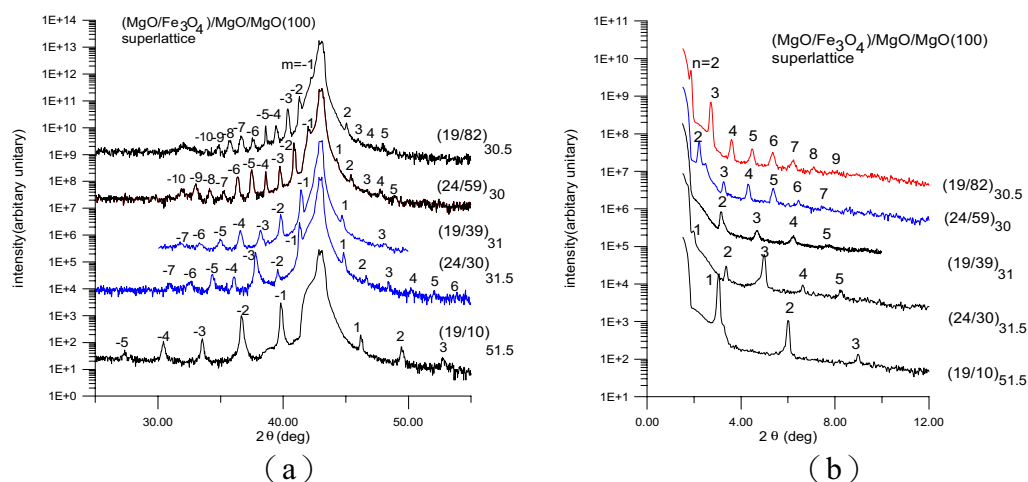 (MgO/Fe₃O₄)/MgO/MgO(100)
superlattice
intensity(arbitary unitary)
1E+14
1E+13
1E+12
1E+11
1E+10
1E+9
1E+8
1E+7
1E+6
1E+5
1E+4
1E+3
1E+2
1E+1
1E+0
m=-1
-10 -9 -8 -7 -6 -5 -4 -3 -2 2 3 4 5
(19/82)30.5
-10 -9 -8 -7 -6 -5 -4 -3 -2 -1 1 2 3 4 5
(24/59)30
-7 -6 -5 -4 -3 -2 -1 1 3
(19/39)31
-7 -6 -5 -4 -3 -2 -1 1 2 3 4 5 6
(24/30)31.5
-5 -4 -3 -2 -1 1 2 3
(19/10)51.5
30.00 40.00 50.00
2 θ (deg)
(a)
(MgO/Fe₃O₄)/MgO/MgO(100)
superlattice
intensity(arbitary unitary)
1E+11
1E+10
1E+9
1E+8
1E+7
1E+6
1E+5
1E+4
1E+3
1E+2
1E+1
n=2 3 4 5 6 7 8 9
(19/82)30.5
2 3 4 5 6 7
(24/59)30
2 3 4 5
(19/39)31
1 2 3 4 5
(24/30)31.5
1 2 3
(19/10)51.5
0.00 4.00 8.00 12.00
2 θ (deg)
(b)